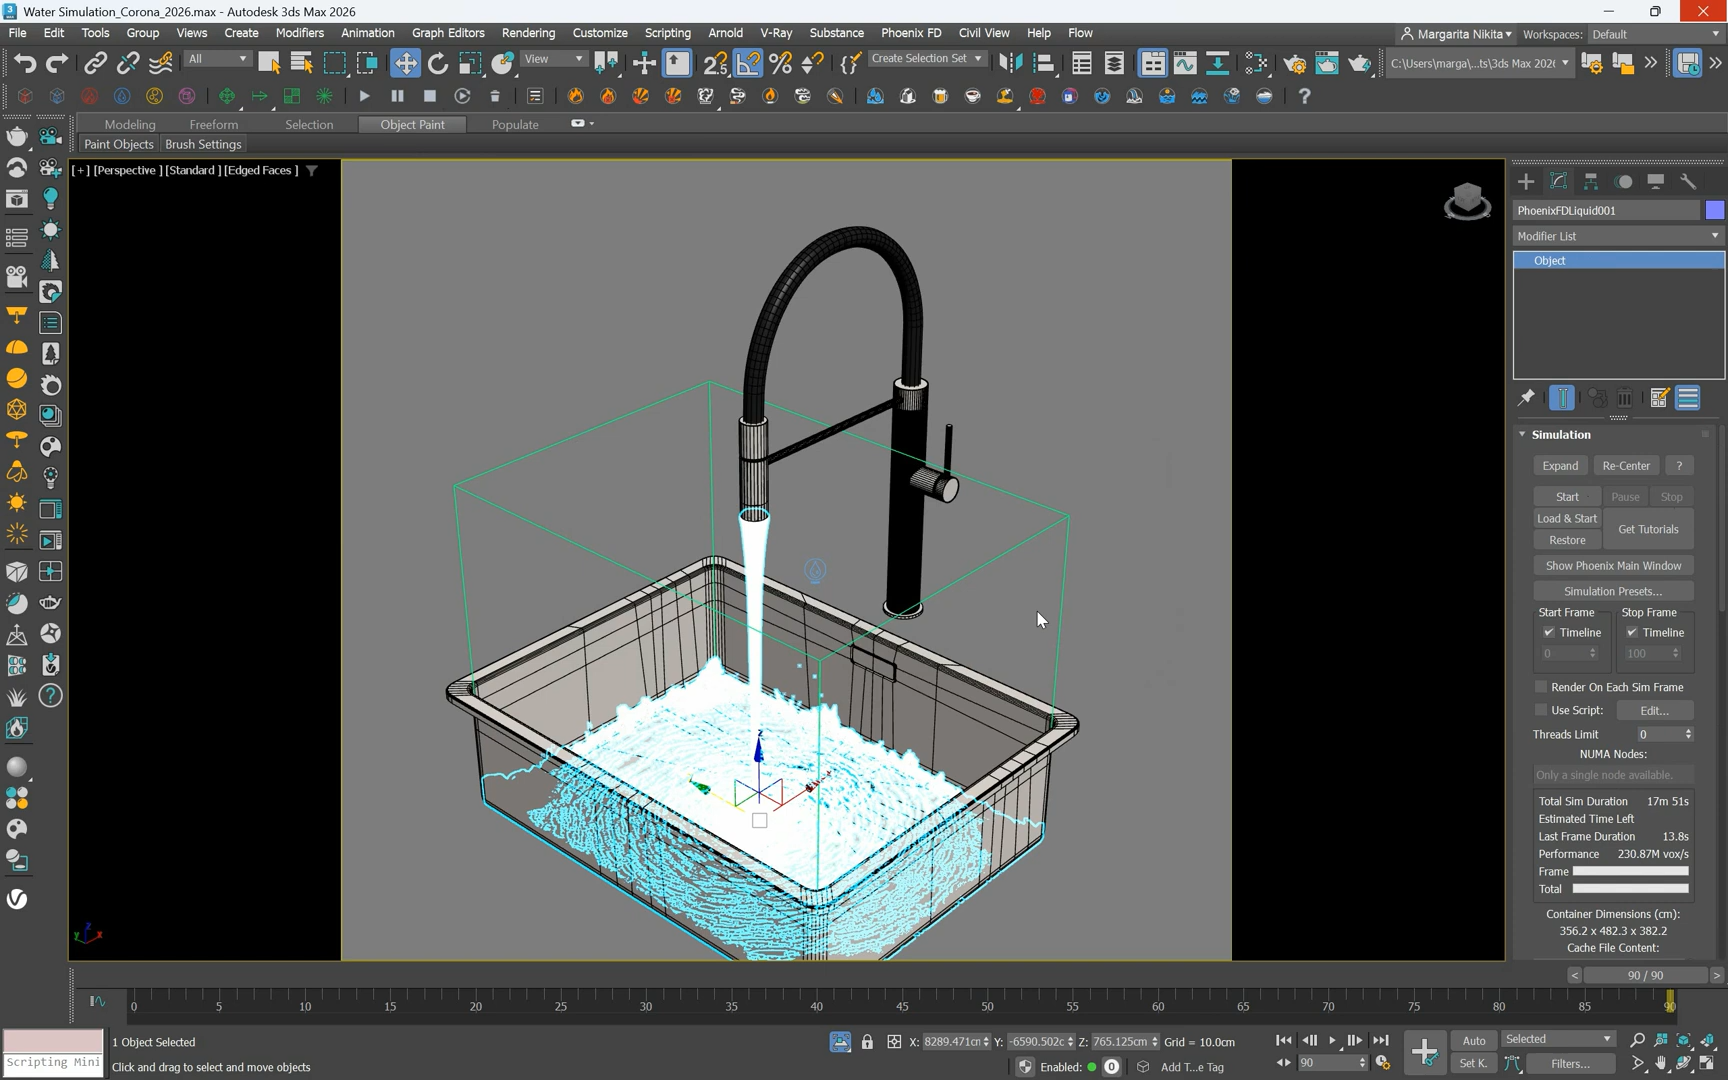 Water Simulation_Corona_2026.max - Autodesk 3ds Max 2026
File Edit Tools Group Views Create Modifiers Animation Graph Editors Rendering Customize Scripting Arnold V-Ray Substance Phoenix FD Civil View Help Flow
Margarita Nikita Workspaces: Default
All View Create Selection Set C:\Users\marga\...ts\3ds Max 202
Modeling Freeform Selection Object Paint Populate
Paint Objects Brush Settings
[+] [Perspective ] [Standard ] [Edged Faces ]
PhoenixFDLiquid001
Modifier List
Object
Simulation
Expand Re-Center ?
Start Pause Stop
Load & Start Get Tutorials
Restore
Show Phoenix Main Window
Simulation Presets...
Start Frame Stop Frame
Timeline Timeline
0 100
Render On Each Sim Frame
Use Script: Edit...
Threads Limit 0
NUMA Nodes:
Only a single node available.
Total Sim Duration 17m 51s
Estimated Time Left
Last Frame Duration 13.8s
Performance 230.87M vox/s
Frame
Total
Container Dimensions (cm):
356.2 x 482.3 x 382.2
Cache File Content:
< 90 / 90 >
0 5 10 15 20 25 30 35 40 45 50 55 60 65 70 75 80 85 90
1 Object Selected
X: 8289.471cm Y: -6590.502c Z: 765.125cm Grid = 10.0cm
Auto Selected
Scripting Mini
Click and drag to select and move objects
Enabled: 0 Add T...e Tag
90 Set K. Filters...